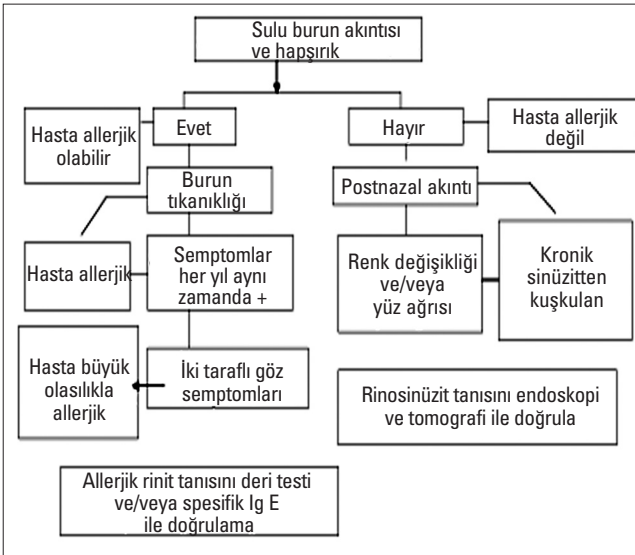 Sulu burun akıntısı
ve hapşırık
Hasta allerjik
olabilir
Evet
Hayır
Hasta allerjik
değil
Burun
tıkanıklığı
Postnazal akıntı
Hasta allerjik
Semptomlar
her yıl aynı
zamanda +
Renk değişikliği
ve/veya
yüz ağrısı
Kronik
sinüzitten
kuşkulan
Hasta büyük
olasılıkla
allerjik
İki taraflı göz
semptomları
Rinosinüzit tanısını endoskopi
ve tomografi ile doğrula
Allerjik rinit tanısını deri testi
ve/veya spesifik Ig E
ile doğrulama